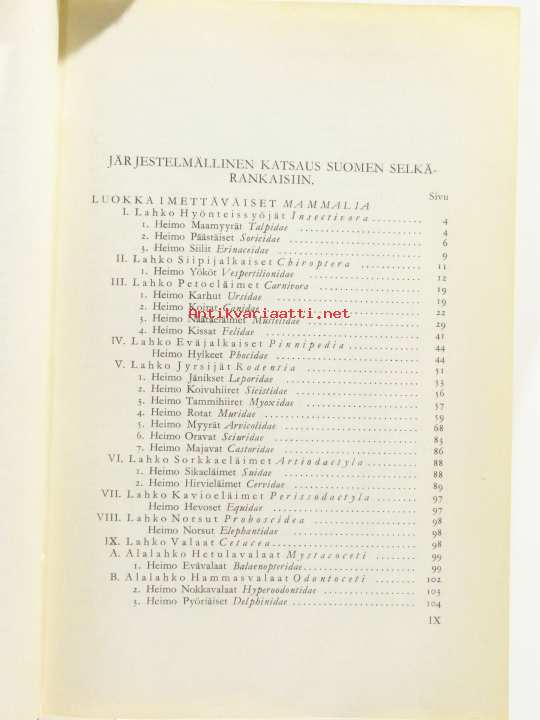 JÄRJESTELMÄLLINEN KATSAUS SUOMEN SELKÄ-
RANKAISIIN.
Sivu
LUOKKA IMETTÄVÄISET MAMMALIA
I. Lahko Hyönteissyöjät Insectivora .......... 4
1. Heimo Maamyyrät Talpidae .......... 4
2. Heimo Päästäiset Soricidae .......... 6
3. Heimo Siilit Erinaceidae .......... 9
II. Lahko Siipijalkaiset Chiroptera .......... 11
1. Heimo Yököt Vespertilionidae .......... 12
III. Lahko Petoeläimet Carnivora .......... 19
1. Heimo Karhut Ursidae .......... 19
2. Heimo Koirat Canidae .......... 22
Antikvariaatti.net
3. Heimo Näätäeläimet Mustelidae .......... 29
4. Heimo Kissat Felidae .......... 41
IV. Lahko Eväjalkaiset Pinnipedia .......... 44
Heimo Hylkeet Phocidae .......... 44
V. Lahko Jyrsijät Rodentia .......... 51
1. Heimo Jänikset Leporidae .......... 53
2. Heimo Koivuhiiret Sicistidae .......... 56
3. Heimo Tammihiiret Myoxidae .......... 57
4. Heimo Rotat Muridae .......... 59
5. Heimo Myyrät Arvicolidae .......... 68
6. Heimo Oravat Sciuridae .......... 83
7. Heimo Majavat Castoridae .......... 86
VI. Lahko Sorkkaeläimet Artiodactyla .......... 88
1. Heimo Sikaeläimet Suidae .......... 88
2. Heimo Hirvieläimet Cervidae .......... 89
VII. Lahko Kavioeläimet Perissodactyla .......... 97
Heimo Hevoset Equidae .......... 97
VIII. Lahko Norsut Proboscidea .......... 98
Heimo Norsut Elephantidae .......... 98
IX. Lahko Valaat Cetacea .......... 98
A. Alalahko Hetulavalaat Mystacoceti .......... 99
1. Heimo Evävalaat Balaenopteridae .......... 99
B. Alalahko Hammasvalaat Odontoceti .......... 102
2. Heimo Nokkavalaat Hyperoodontidae .......... 103
3. Heimo Pyöriäiset Delphinidae .......... 104
IX